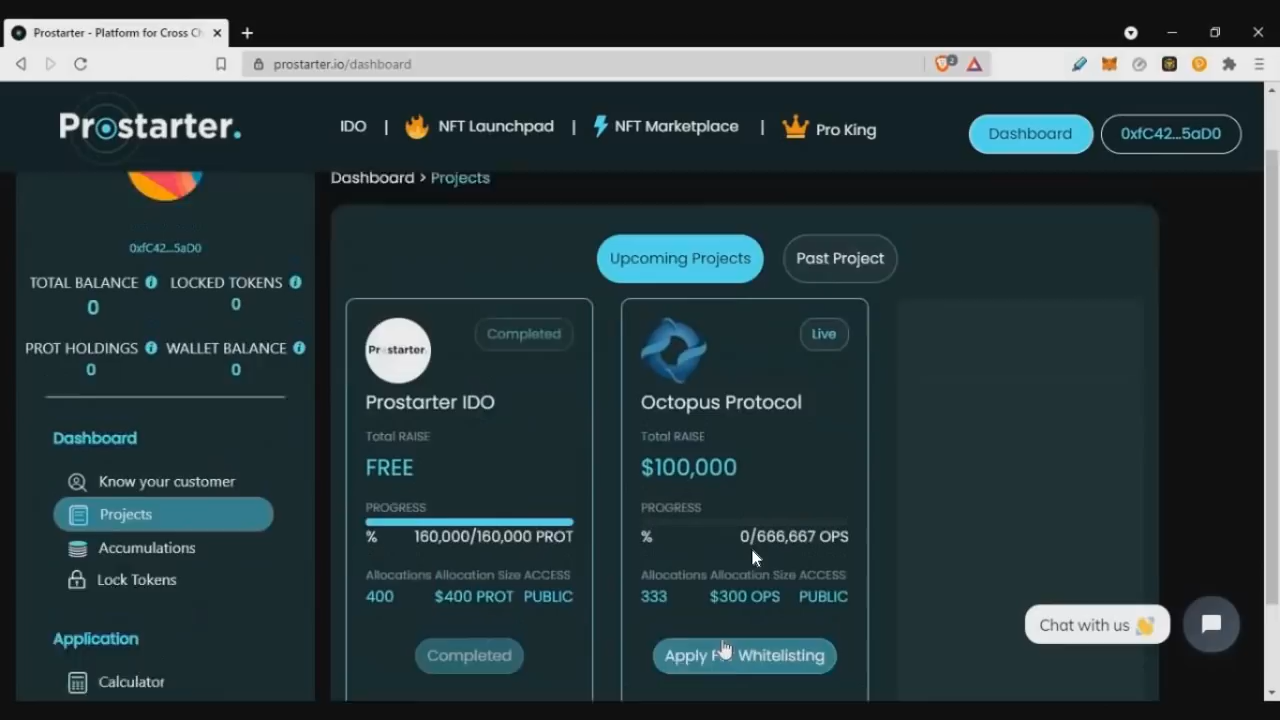 Prostarter - Platform for Cross Ch
prostarter.io/dashboard
Prostarter.
IDO | NFT Launchpad | NFT Marketplace | Pro King
Dashboard
0xfC42...5aD0
Dashboard > Projects
0xfC42...5aD0
TOTAL BALANCE LOCKED TOKENS
0 0
PROT HOLDINGS WALLET BALANCE
0 0
Dashboard
Know your customer
Projects
Accumulations
Lock Tokens
Application
Calculator
Upcoming Projects Past Project
Prostarter
Completed
Prostarter IDO
Total RAISE
FREE
PROGRESS
% 160,000/160,000 PROT
Allocations Allocation Size ACCESS
400 $400 PROT PUBLIC
Completed
Live
Octopus Protocol
Total RAISE
$100,000
PROGRESS
% 0/666,667 OPS
Allocations Allocation Size ACCESS
333 $300 OPS PUBLIC
Apply Whitelisting
Chat with us 👋
2